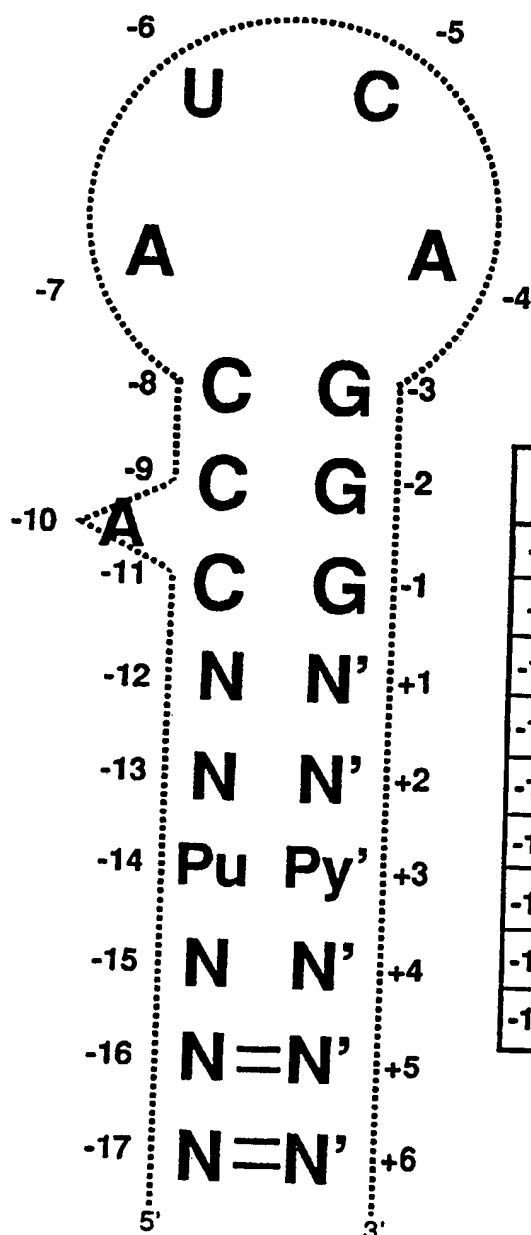 -6 -5
U C
A A
-7 -4
-8 C G -3
-9 C G -2
-10 A
-11 C G -1
-12 N N' +1
-13 N N' +2
-14 Pu Py' +3
-15 N N' +4
-16 N=N' +5
-17 N=N' +6
5' 3'